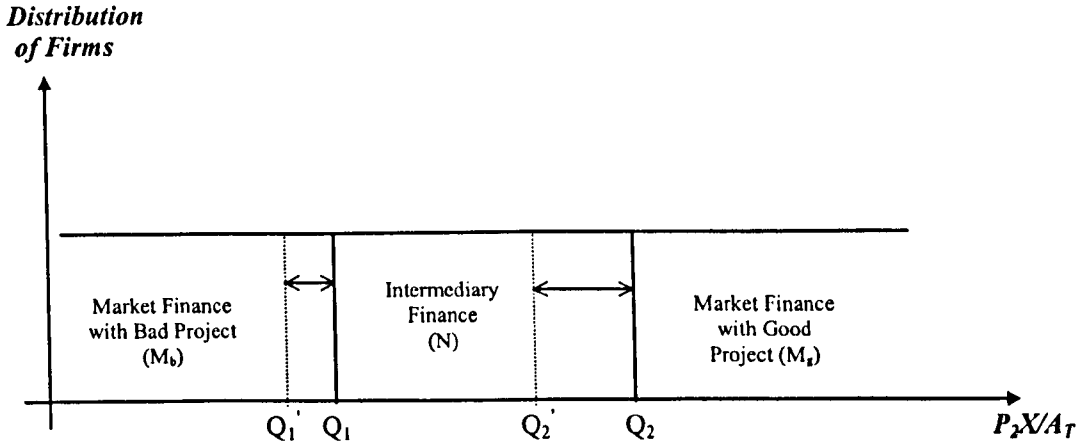 Distribution
of Firms
Market Finance
with Bad Project
(M_b)
Intermediary
Finance
(N)
Market Finance
with Good
Project (M_g)
Q_1' Q_1 Q_2' Q_2 P_2X/A_T